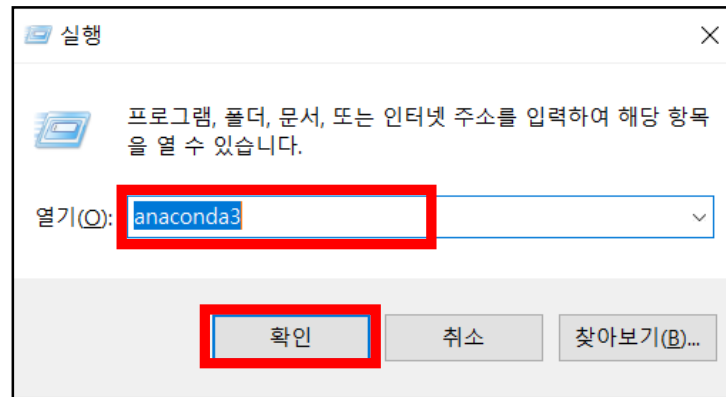 실행
프로그램, 폴더, 문서, 또는 인터넷 주소를 입력하여 해당 항목
을 열 수 있습니다.
열기(O): anaconda3
확인 취소 찾아보기(B)...